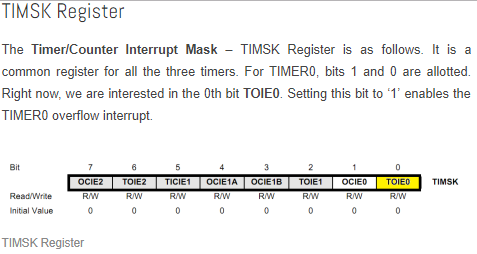 TIMSK Register
The Timer/Counter Interrupt Mask – TIMSK Register is as follows. It is a
common register for all the three timers. For TIMER0, bits 1 and 0 are allotted.
Right now, we are interested in the 0th bit TOIE0. Setting this bit to '1' enables the
TIMER0 overflow interrupt.
Bit 7 6 5 4 3 2 1 0
OCIE2 TOIE2 TICIE1 OCIE1A OCIE1B TOIE1 OCIE0 TOIE0 TIMSK
Read/Write R/W R/W R/W R/W R/W R/W R/W R/W
Initial Value 0 0 0 0 0 0 0 0
TIMSK Register